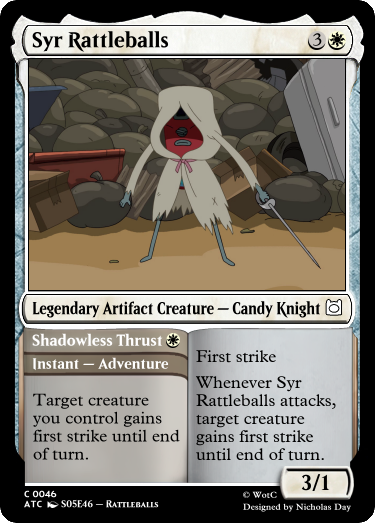 Syr Rattleballs 3
Legendary Artifact Creature — Candy Knight
Shadowless Thrust
Instant — Adventure
Target creature
you control gains
first strike until end
of turn.
First strike
Whenever Syr
Rattleballs attacks,
target creature
gains first strike
until end of turn.
3/1
C 0046
ATC S05E46 – Rattleballs
© WotC
Designed by Nicholas Day